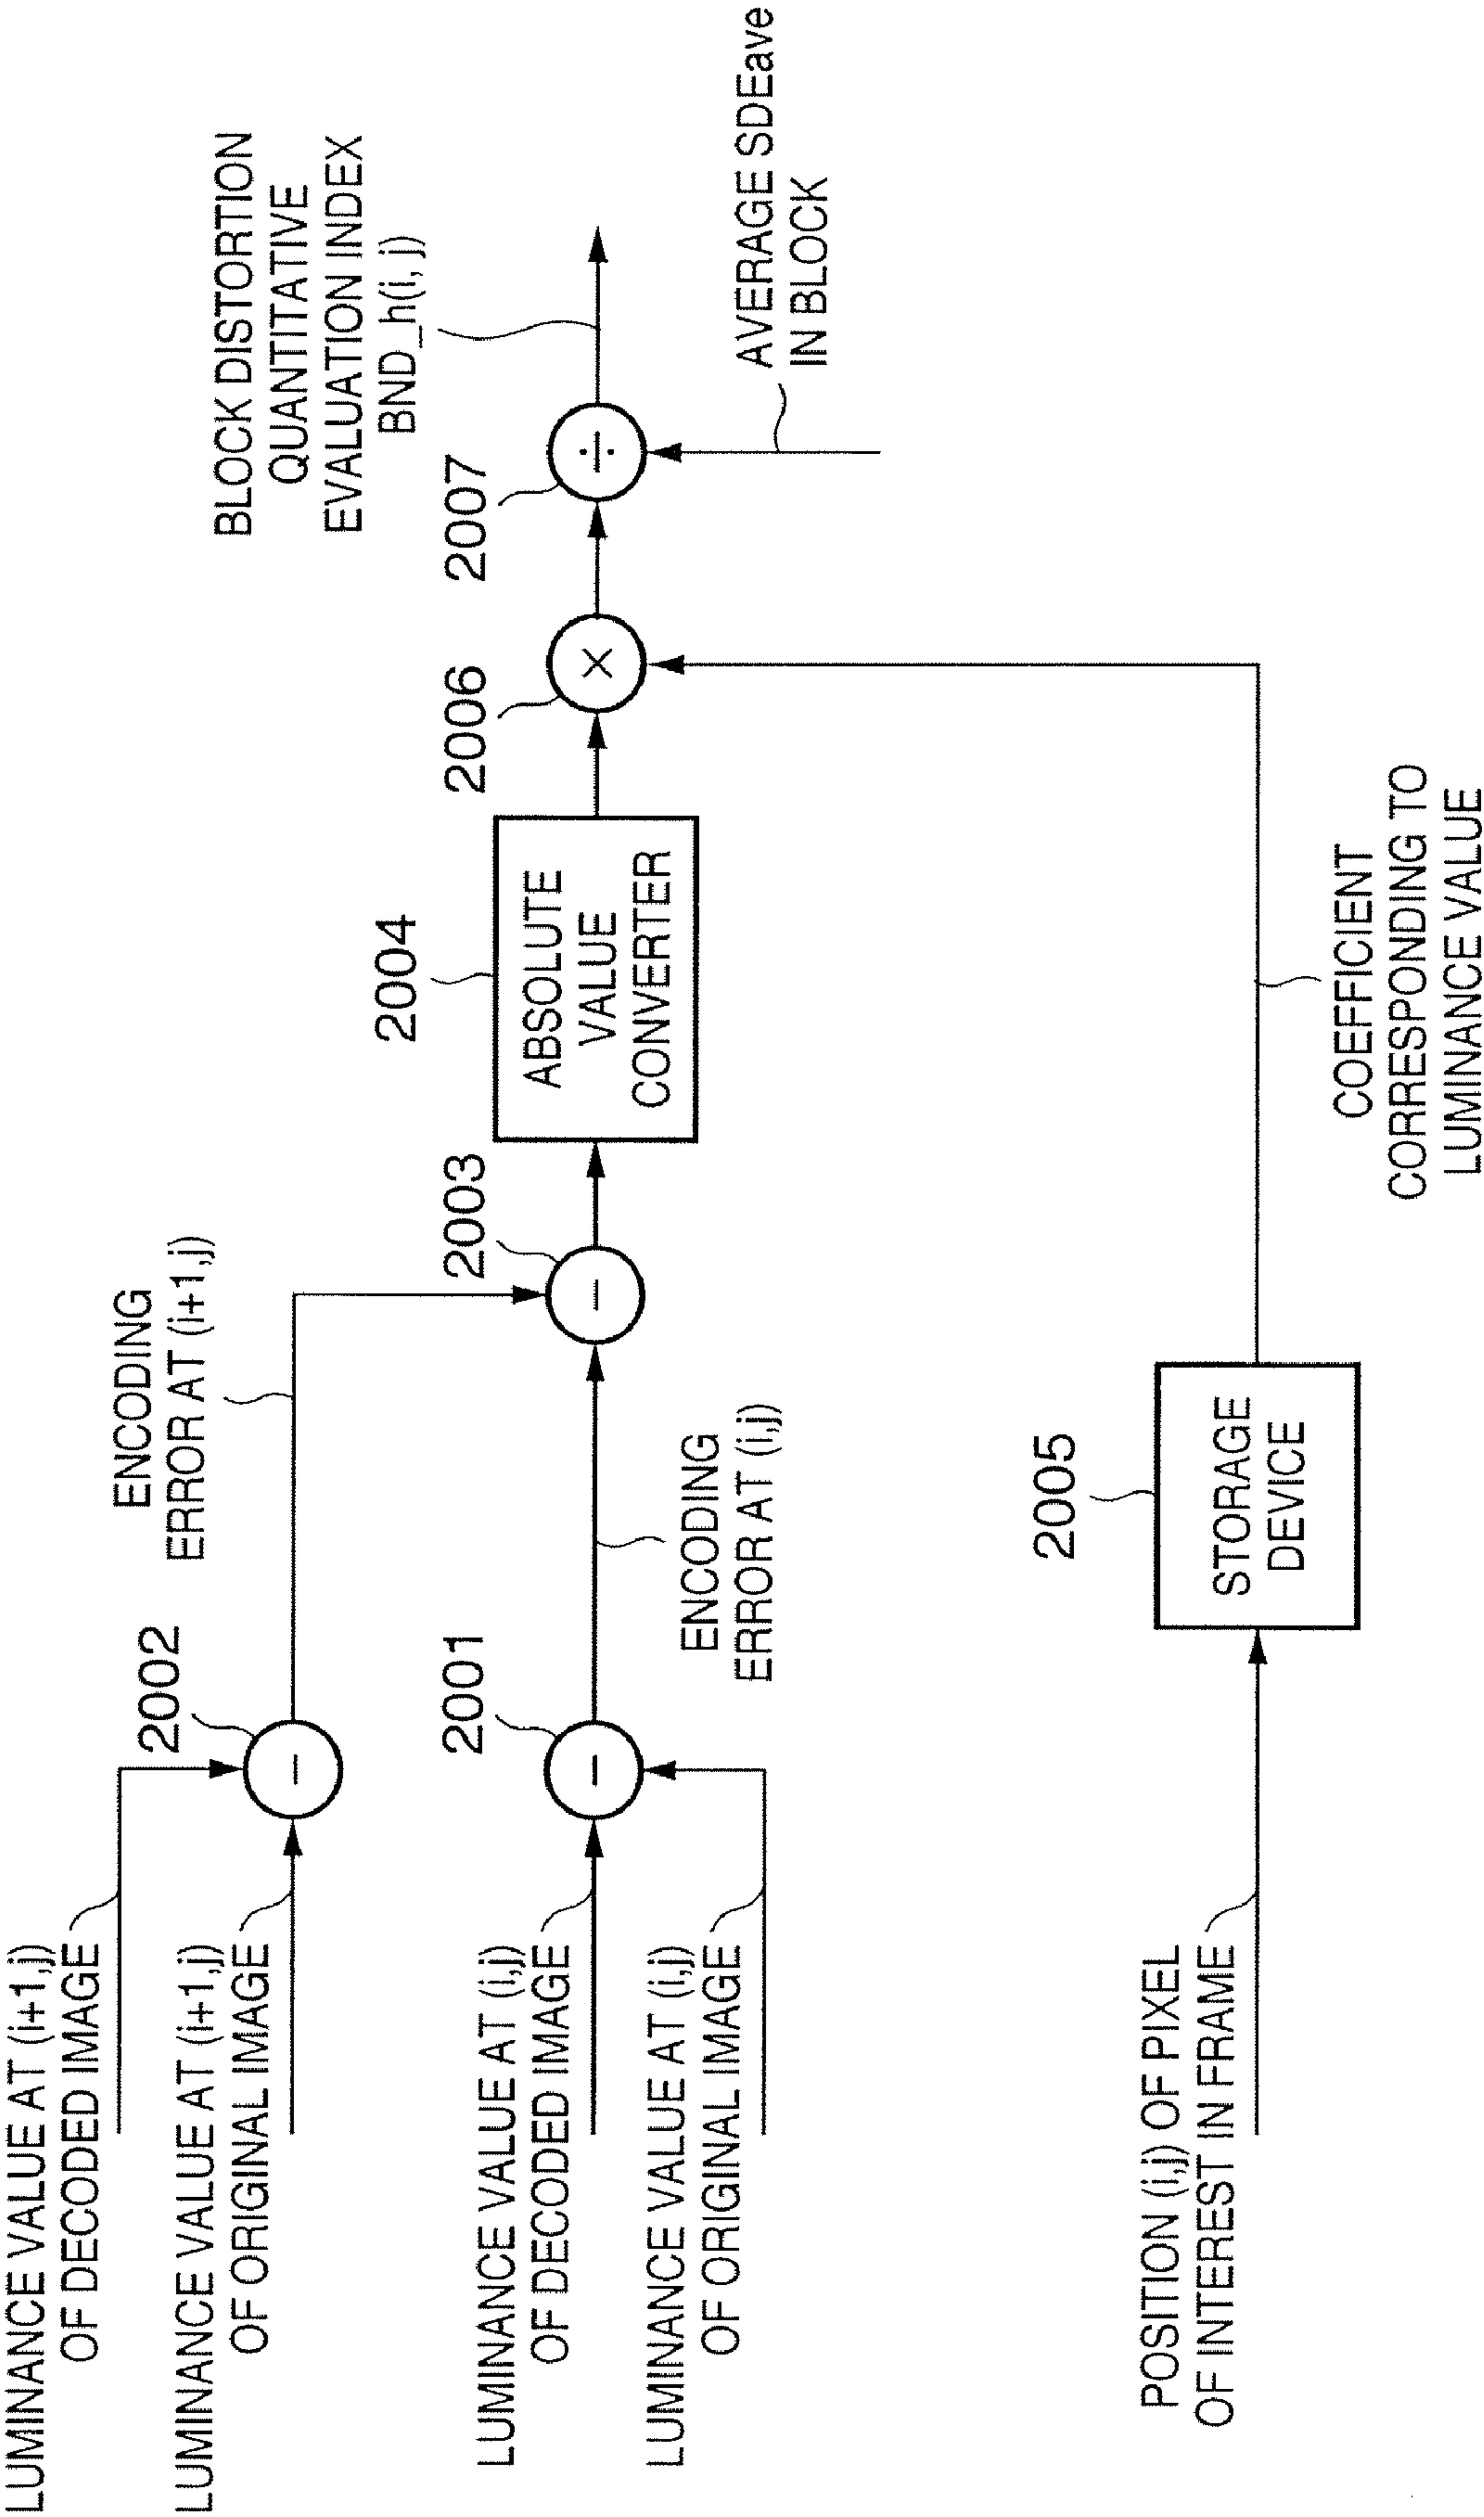 LUMINANCE VALUE AT (i+1,j)
OF DECODED IMAGE
LUMINANCE VALUE AT (i+1,j)
OF ORIGINAL IMAGE
2002
ENCODING
ERROR AT (i+1,j)
LUMINANCE VALUE AT (i,j)
OF DECODED IMAGE
LUMINANCE VALUE AT (i,j)
OF ORIGINAL IMAGE
2001
ENCODING
ERROR AT (i,j)
2003
2004
ABSOLUTE
VALUE
CONVERTER
2006
×
2007
÷
BLOCK DISTORTION
QUANTITATIVE
EVALUATION INDEX
BND_h(i, j)
AVERAGE SDEave
IN BLOCK
POSITION (i,j) OF PIXEL
OF INTEREST IN FRAME
2005
STORAGE
DEVICE
COEFFICIENT
CORRESPONDING TO
LUMINANCE VALUE